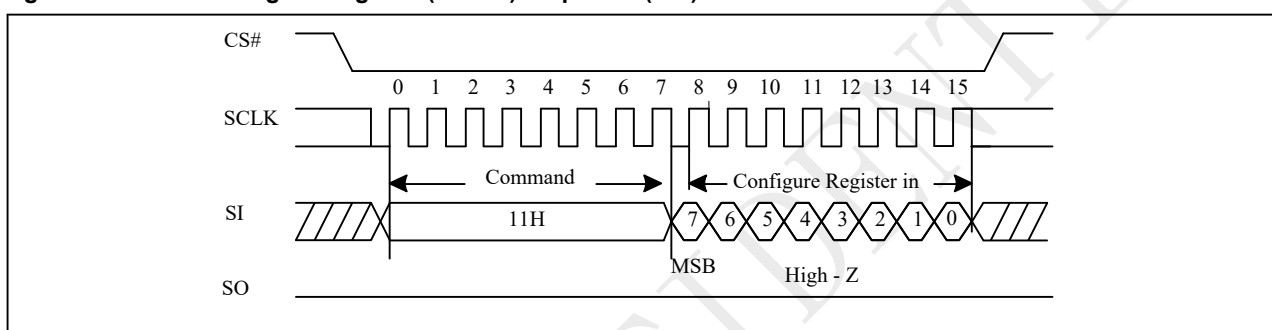 CS#
0 1 2 3 4 5 6 7 8 9 10 11 12 13 14 15
SCLK
Command Configure Register in
SI 11H 7 6 5 4 3 2 1 0
MSB High - Z
SO